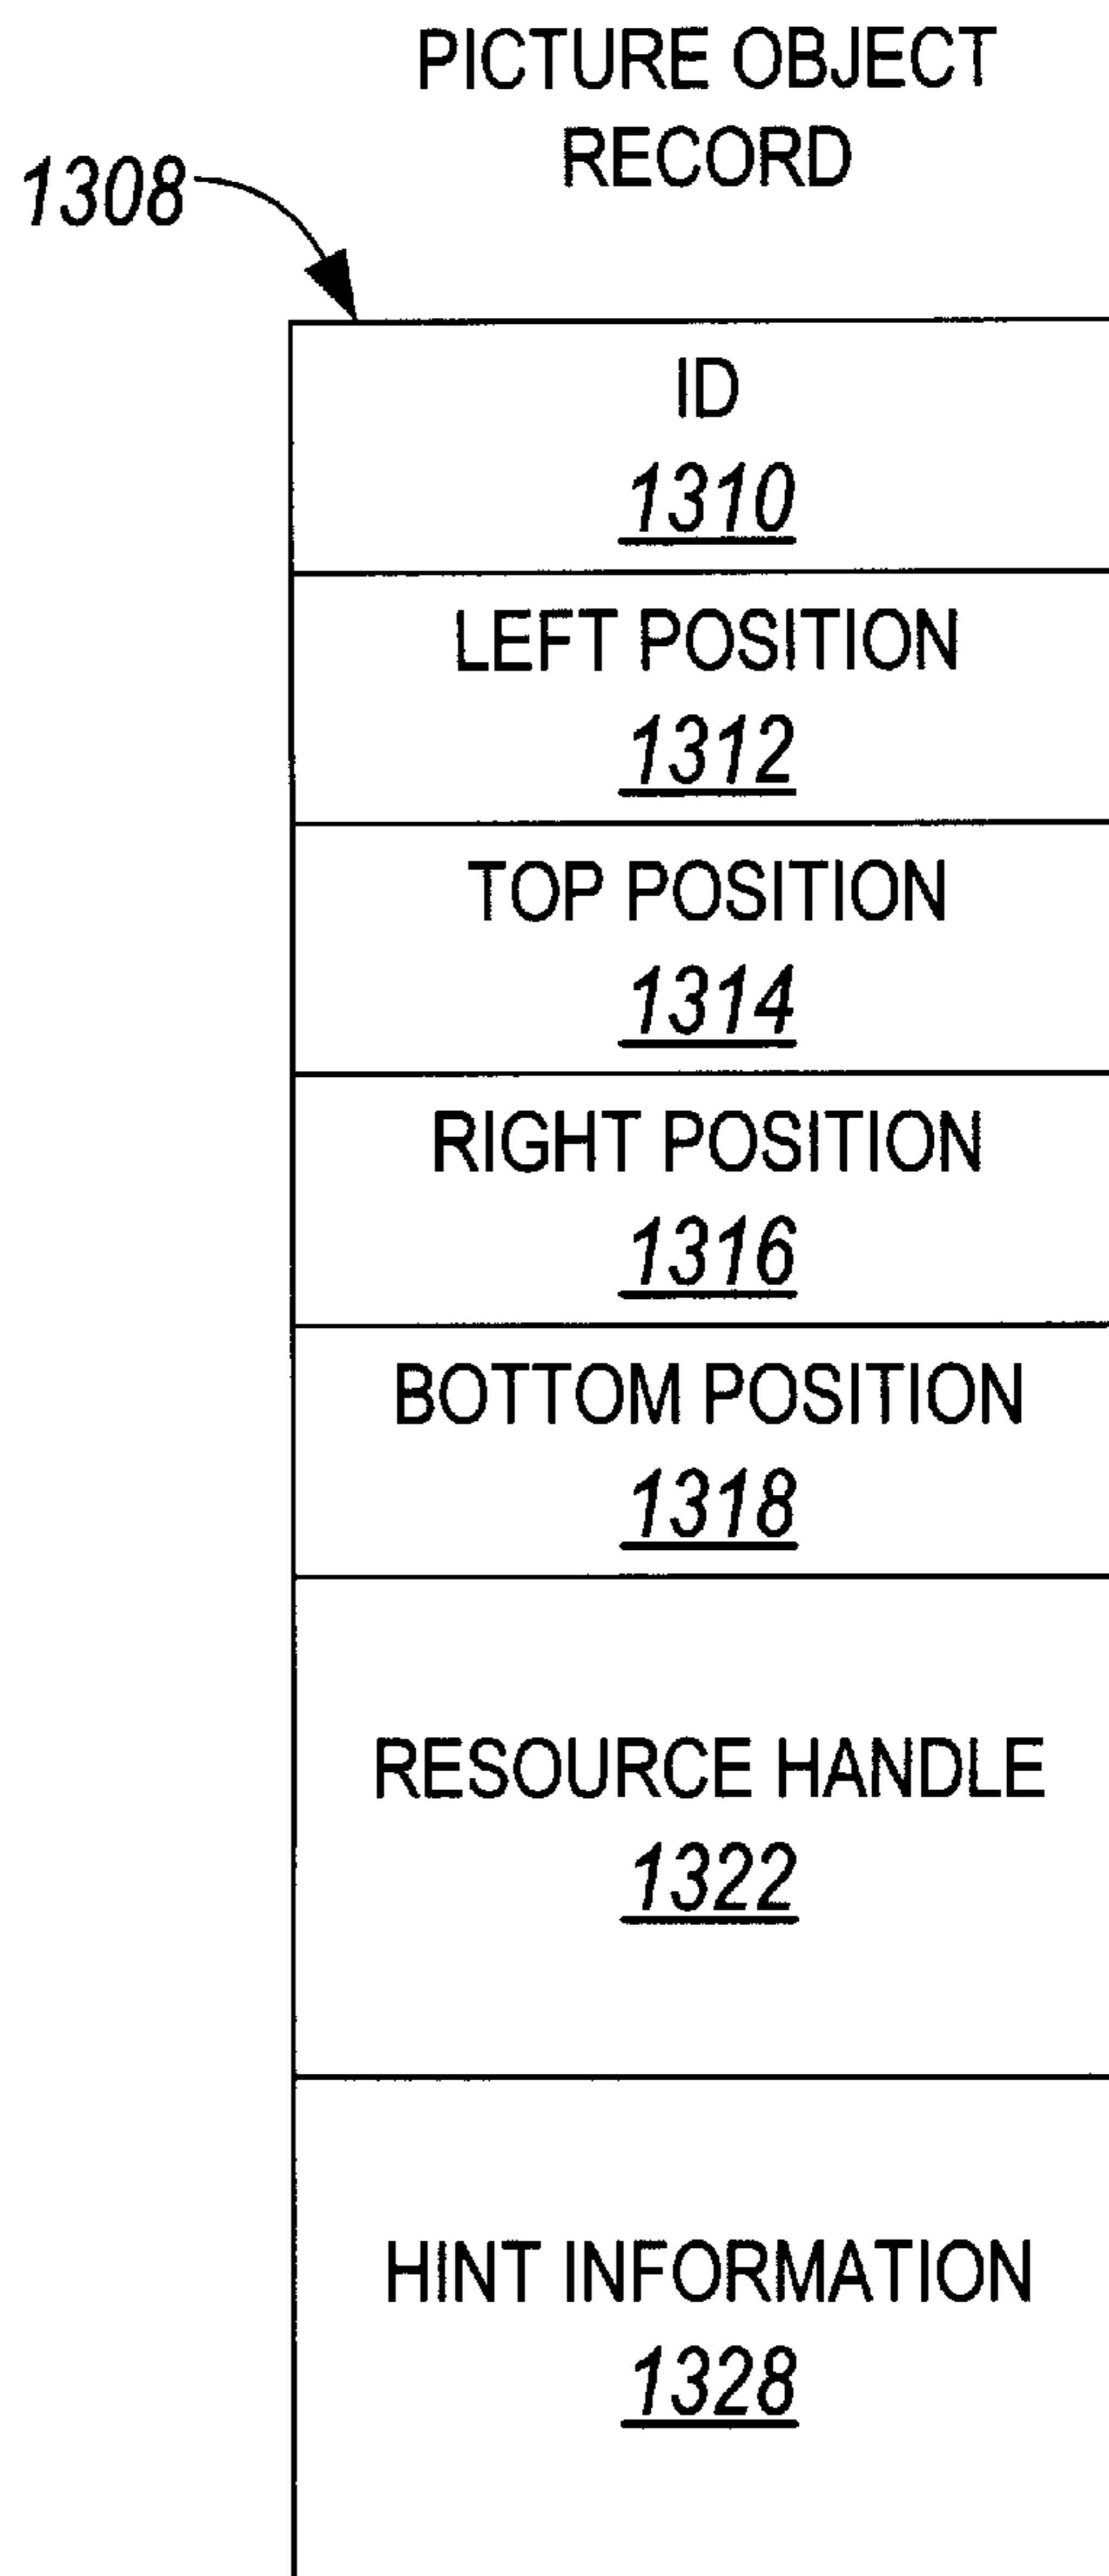 PICTURE OBJECT
RECORD
1308
ID
1310
LEFT POSITION
1312
TOP POSITION
1314
RIGHT POSITION
1316
BOTTOM POSITION
1318
RESOURCE HANDLE
1322
HINT INFORMATION
1328